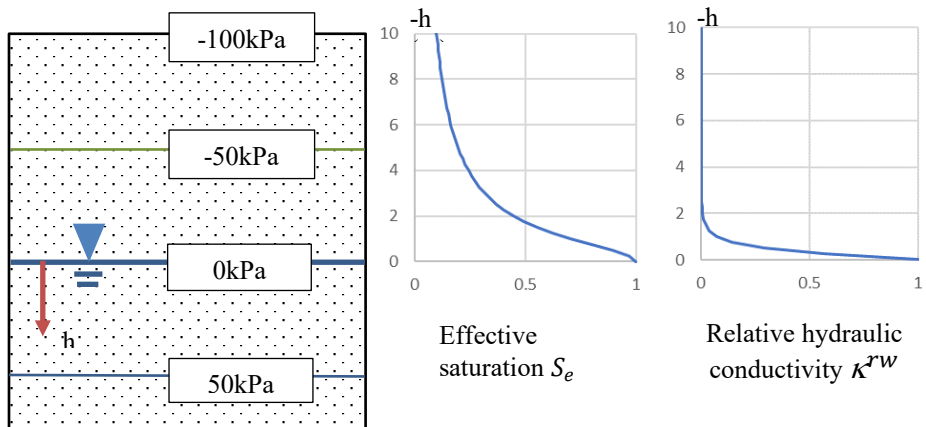 -100kPa
-50kPa
0kPa
h
50kPa
-h
10
8
6
4
2
0
0
0.5
1
Effective
saturation Sₑ
-h
10
8
6
4
2
0
0
0.5
1
Relative hydraulic
conductivity κʳʷ